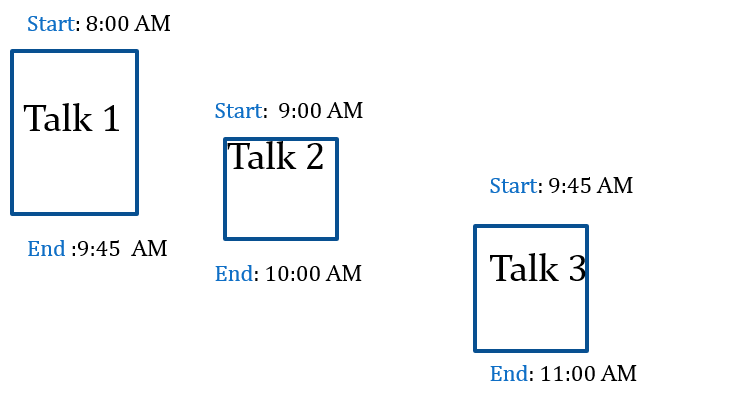 Start: 8:00 AM
Talk 1
End :9:45  AM
Start:  9:00 AM
Talk 2
End: 10:00 AM
Start: 9:45 AM
Talk 3
End: 11:00 AM